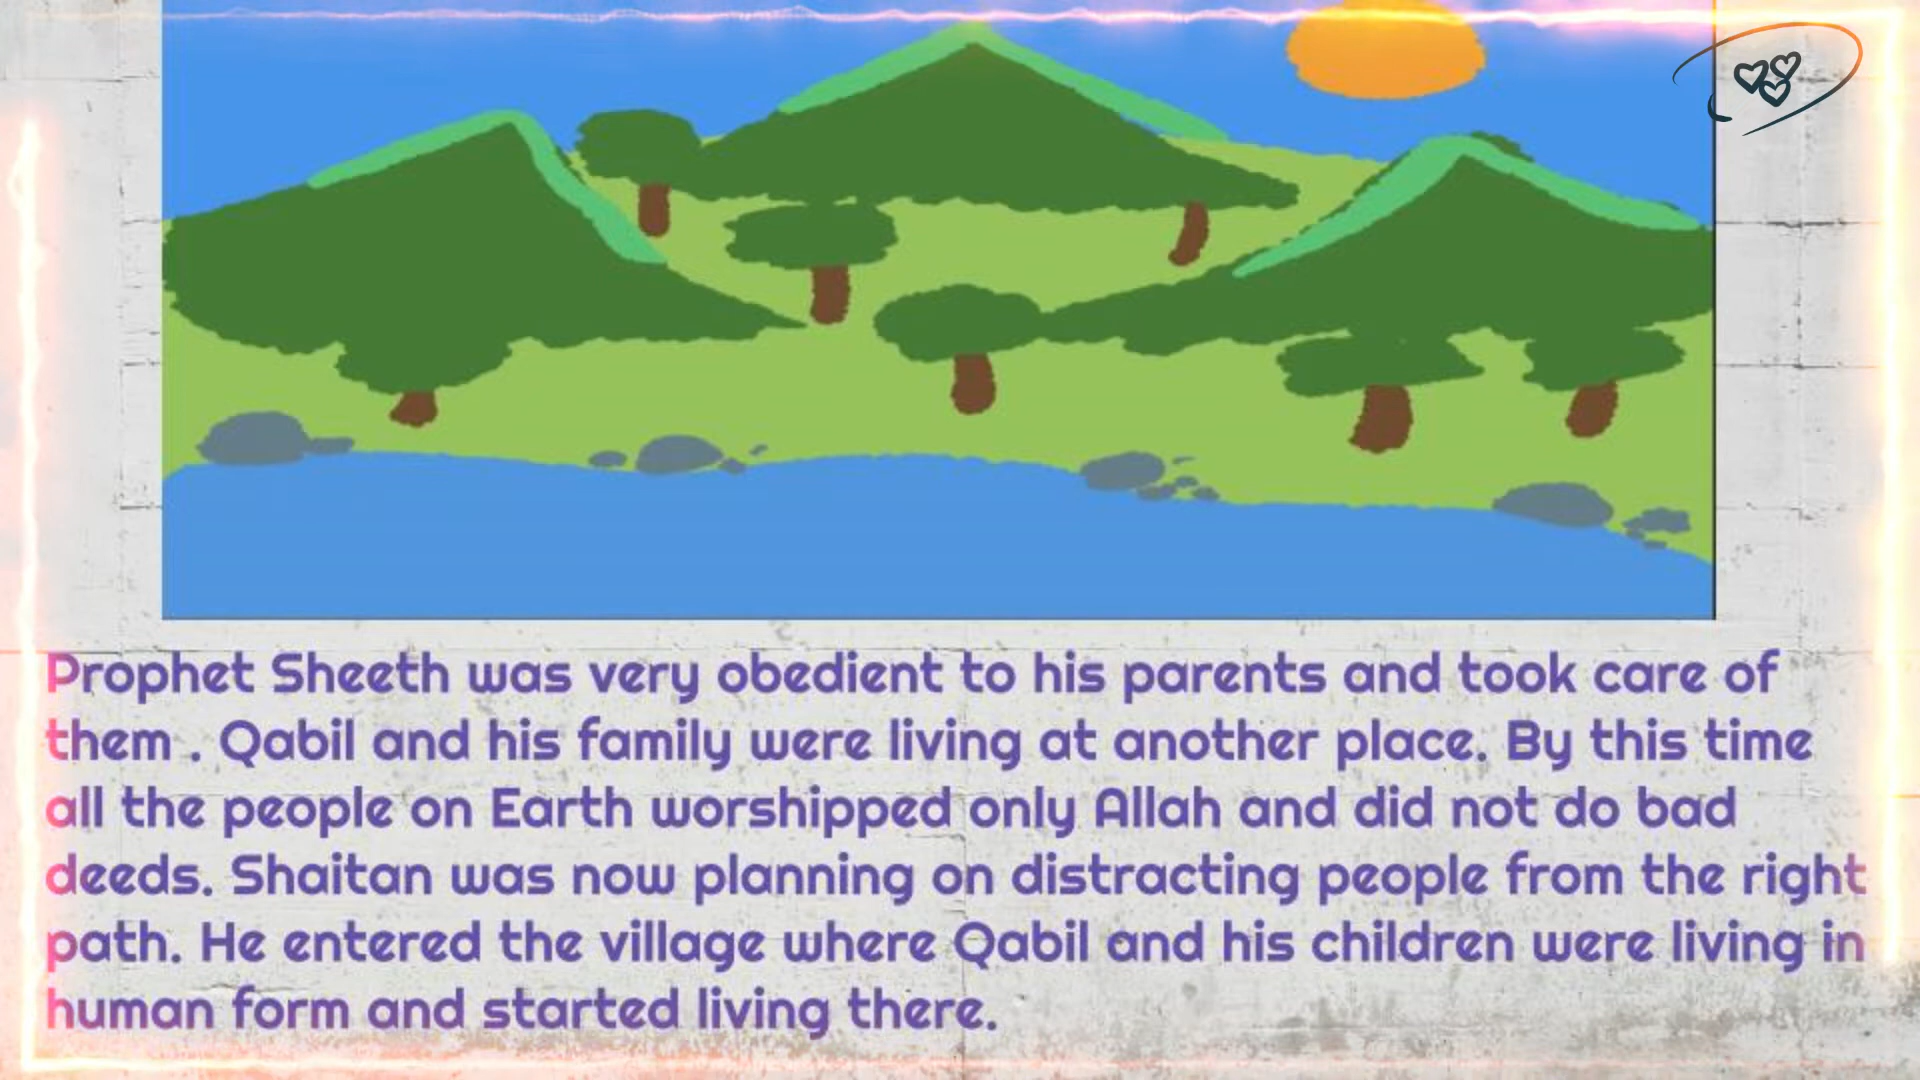 Prophet Sheeth was very obedient to his parents and took care of
them . Qabil and his family were living at another place. By this time
all the people on Earth worshipped only Allah and did not do bad
deeds. Shaitan was now planning on distracting people from the right
path. He entered the village where Qabil and his children were living in
human form and started living there.